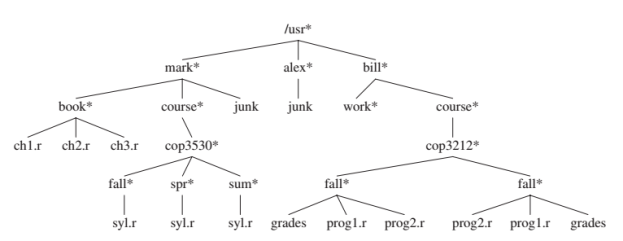 /usr*
mark* alex* bill*
book* course* junk junk work* course*
ch1.r ch2.r ch3.r cop3530* cop3212*
fall* spr* sum* fall* fall*
syl.r syl.r syl.r grades prog1.r prog2.r prog2.r prog1.r grades